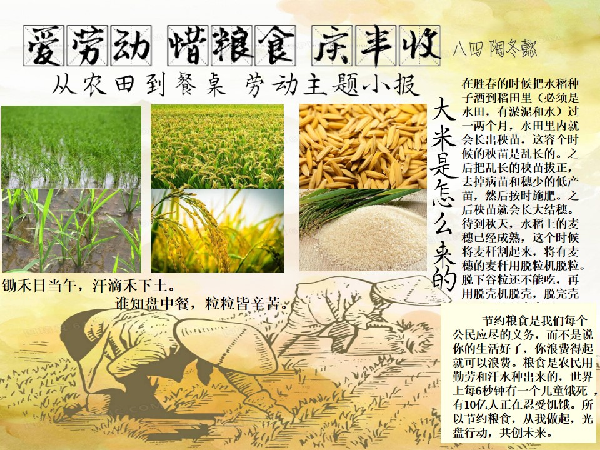 爱劳动 惜粮食 庆丰收
八四 陶冬懿
从农田到餐桌 劳动主题小报
锄禾日当午，汗滴禾下土。
谁知盘中餐，粒粒皆辛苦。
大米是怎么来的
在胜春的时候把水稻种
子洒到稻田里（必须是
水田，有淤泥和水）过
一两个月，水田里内就
会长出秧苗，这容个时
候的秧苗是乱长的。之
后把乱长的秧苗拔正，
去掉病苗和穗少的低产
苗，然后按时施肥。之
后秧苗就会长大结穗。
待到秋天，水稻上的麦
穗已经成熟，这个时候
将麦秆割起来，将有麦
穗的麦秆用脱粒机脱粒。
脱下谷粒还不能吃，再
用脱壳机脱壳，脱完壳
节约粮食是我们每个
公民应尽的义务，而不是说
你的生活好了，你浪费得起
就可以浪费。粮食是农民用
勤劳和汗水种出来的，世界
上每6秒钟有一个儿童饿死，
有10亿人正在忍受饥饿。所
以节约粮食，从我做起，光
盘行动，共创未来。